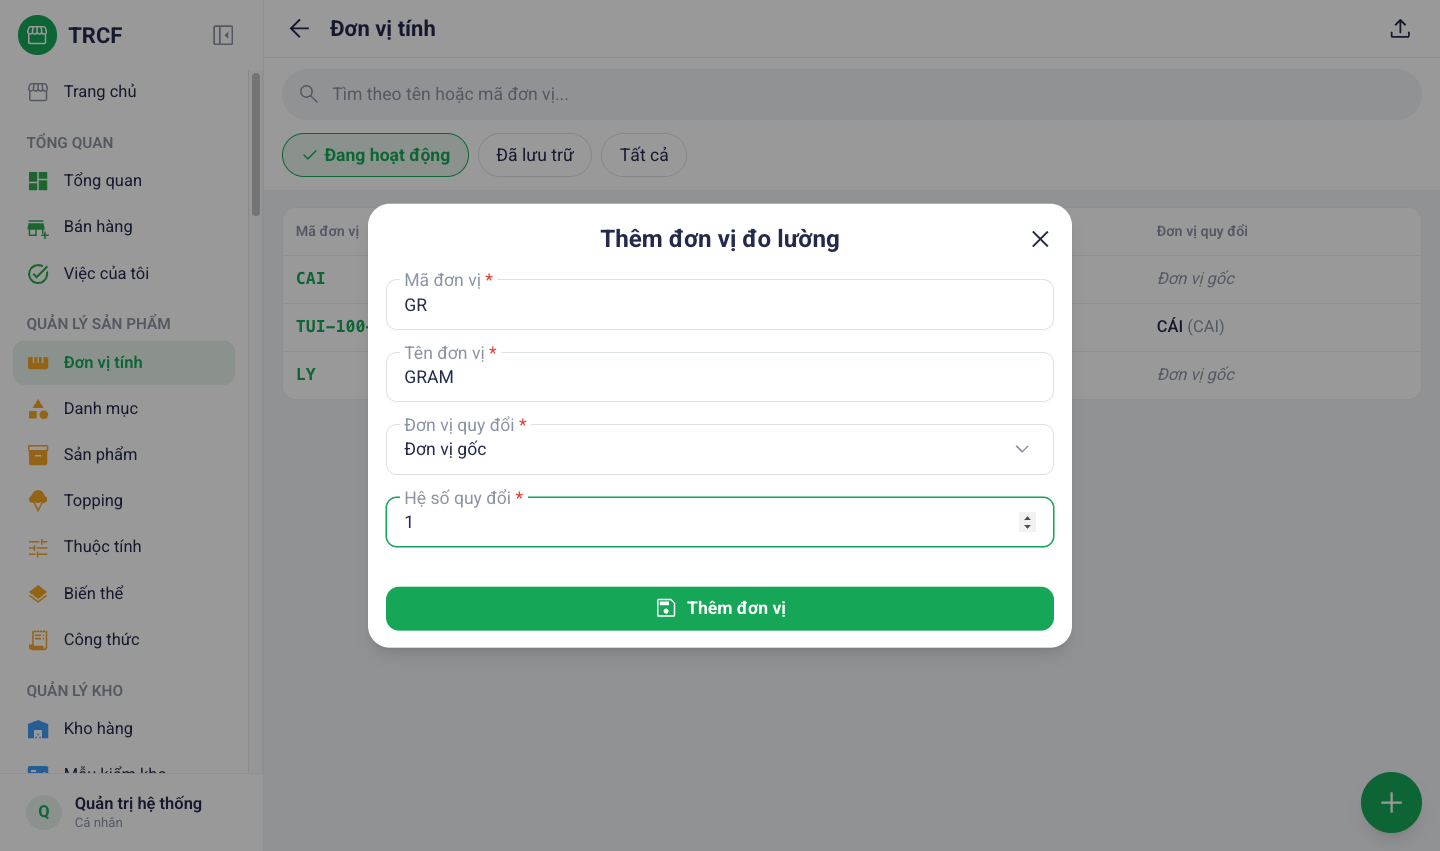 TRCF
Trang chủ
TỔNG QUAN
Tổng quan
Bán hàng
Việc của tôi
QUẢN LÝ SẢN PHẨM
Đơn vị tính
Danh mục
Sản phẩm
Topping
Thuộc tính
Biến thể
Công thức
QUẢN LÝ KHO
Kho hàng
Mẫu kiểm kho
Q
Quản trị hệ thống
Cá nhân
Đơn vị tính
Tìm theo tên hoặc mã đơn vị...
Đang hoạt động
Đã lưu trữ
Tất cả
Mã đơn vị
Đơn vị quy đổi
CAI
Đơn vị gốc
TUI-100
CÁI (CAI)
LY
Đơn vị gốc
Thêm đơn vị đo lường
Mã đơn vị *
GR
Tên đơn vị *
GRAM
Đơn vị quy đổi *
Đơn vị gốc
Hệ số quy đổi *
1
Thêm đơn vị